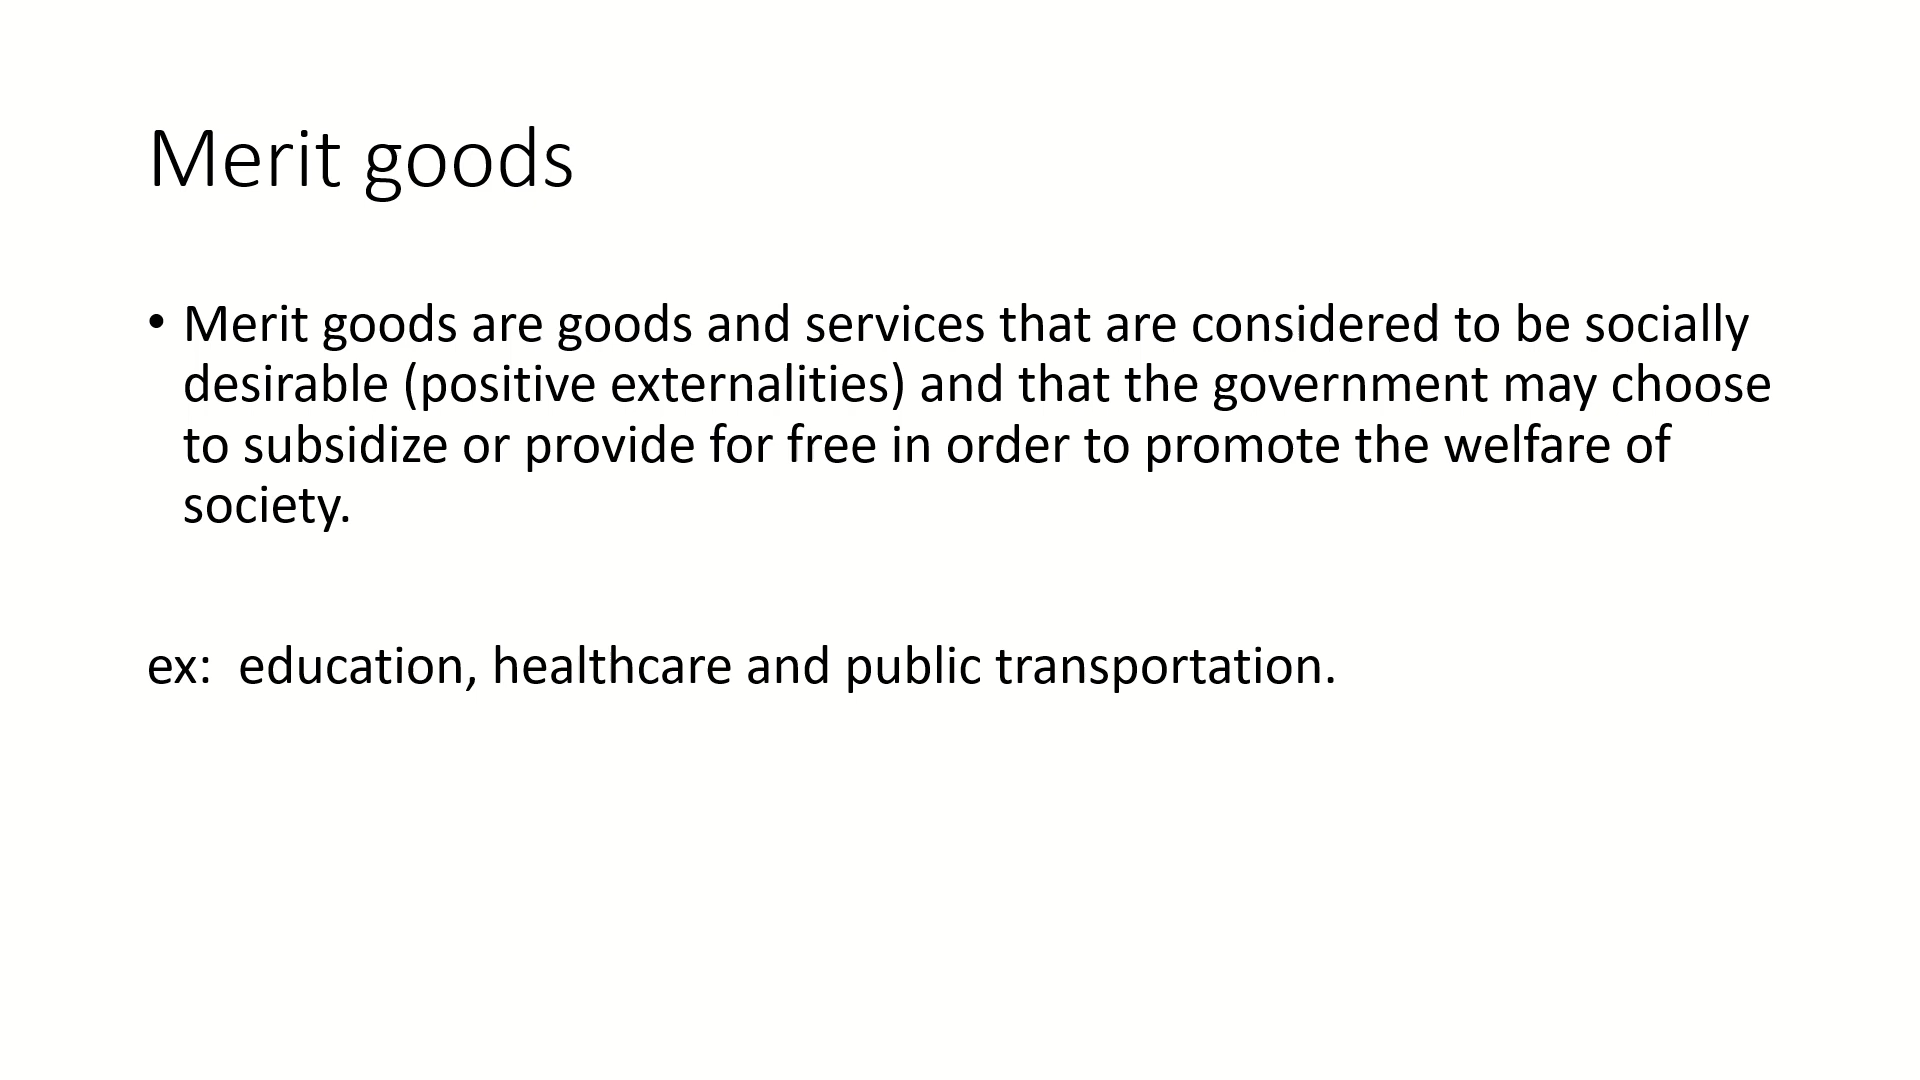 Merit goods
• Merit goods are goods and services that are considered to be socially
desirable (positive externalities) and that the government may choose
to subsidize or provide for free in order to promote the welfare of
society.
ex:  education, healthcare and public transportation.